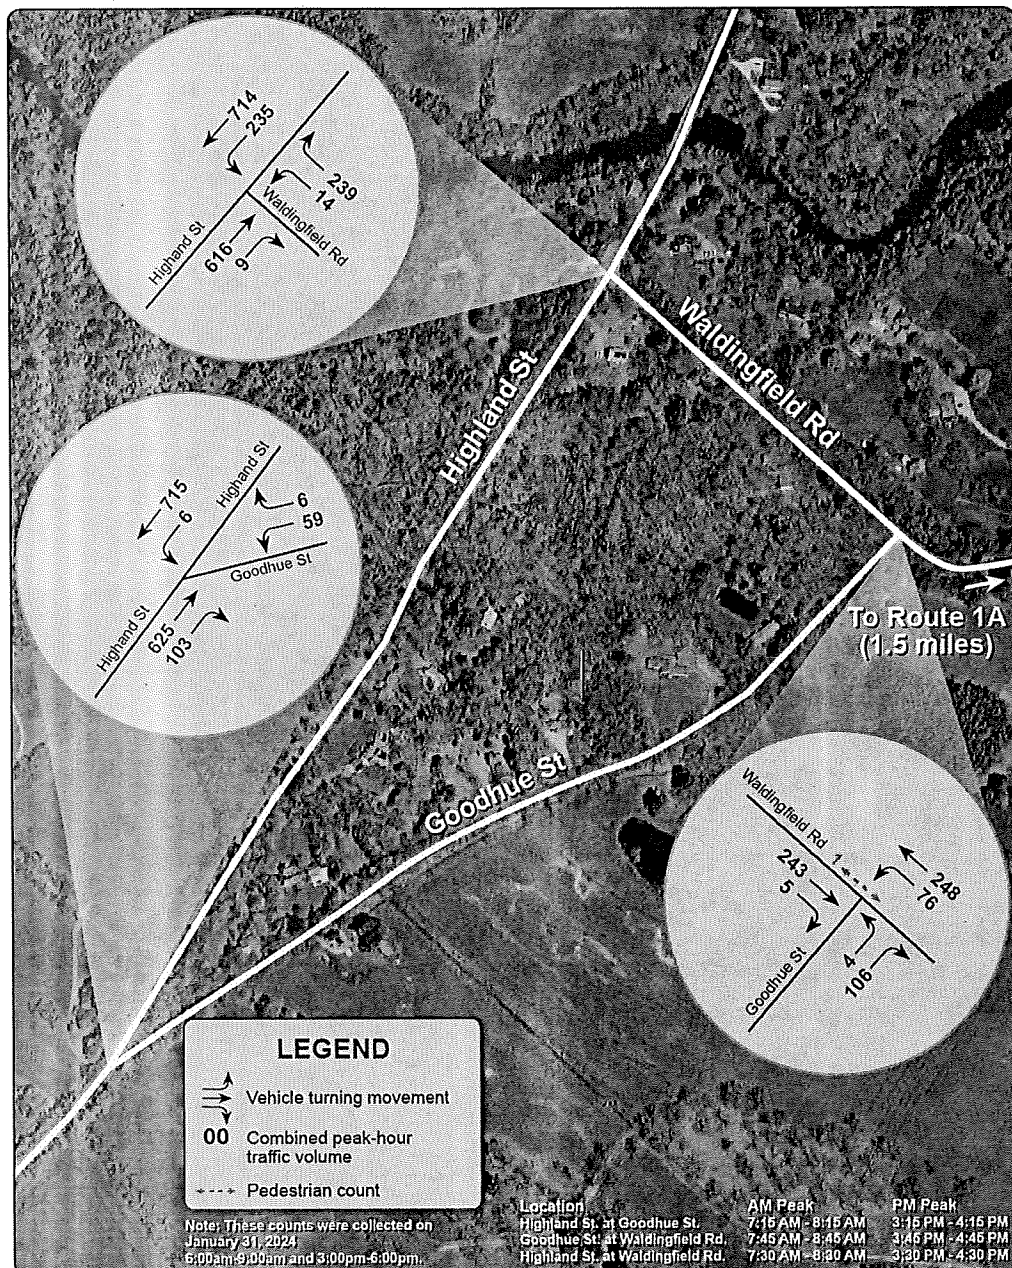 714
235
239
14
Highand St
Waldingfield Rd
616
9
Highland St
Waldingfield Rd
Highand St
715
6
6
59
Goodhue St
Highand St
625
103
To Route 1A
(1.5 miles)
Goodhue St
Waldingfield Rd
1
243
5
248
76
4
106
Goodhue St
LEGEND
Vehicle turning movement
00 Combined peak-hour
traffic volume
Pedestrian count
Note: These counts were collected on
January 31, 2024
6:00am-9:00am and 3:00pm-6:00pm.
Location AM Peak PM Peak
Highland St. at Goodhue St. 7:15 AM - 8:15 AM 3:15 PM - 4:15 PM
Goodhue St. at Waldingfield Rd. 7:45 AM - 8:45 AM 3:45 PM - 4:45 PM
Highland St. at Waldingfield Rd. 7:30 AM - 8:30 AM 3:30 PM - 4:30 PM